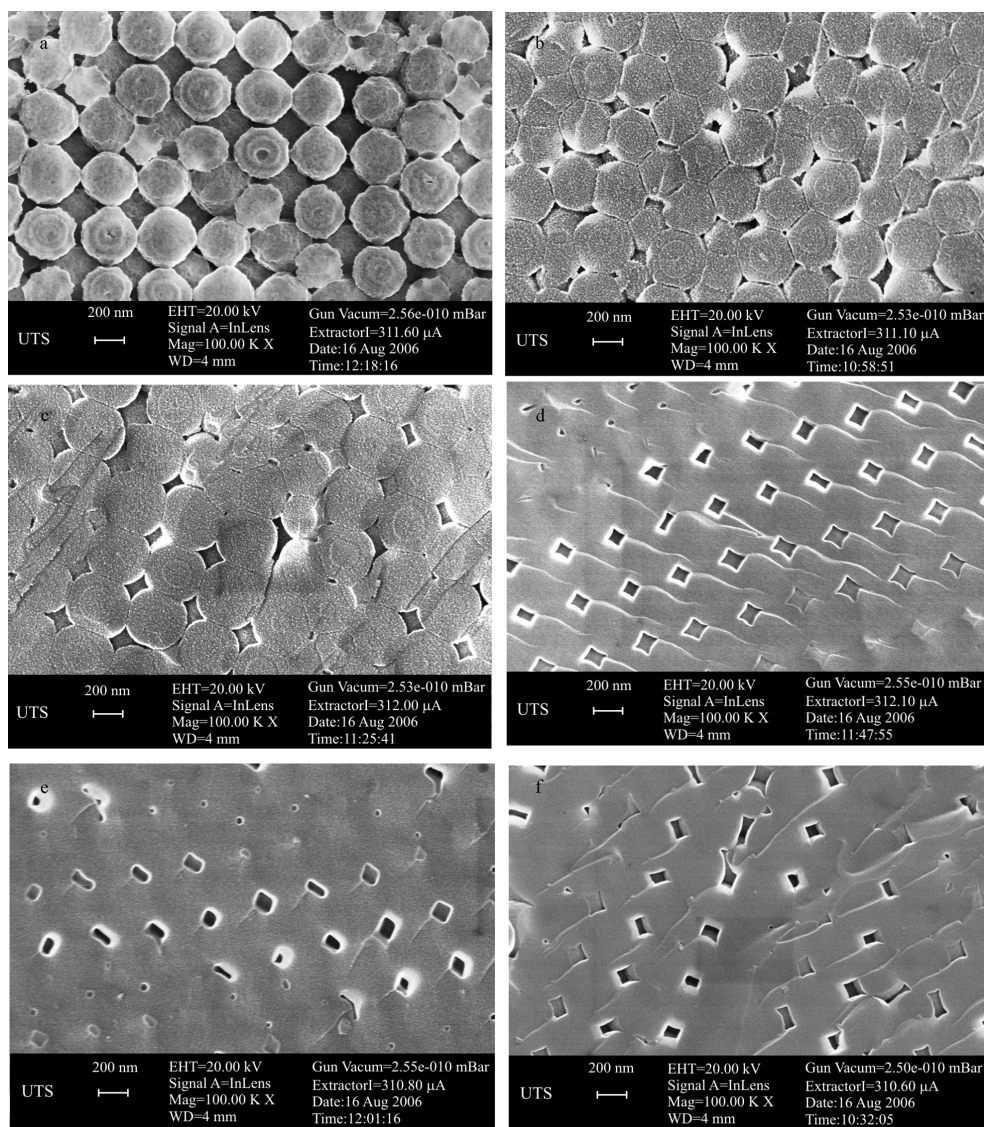 a
200 nm
EHT=20.00 kV
Gun Vacum=2.56e-010 mBar
Signal A=InLens
ExtractorI=311.60 μA
UTS
Mag=100.00 K X
Date:16 Aug 2006
WD=4 mm
Time:12:18:16
b
200 nm
EHT=20.00 kV
Gun Vacum=2.53e-010 mBar
Signal A=InLens
ExtractorI=311.10 μA
UTS
Mag=100.00 K X
Date:16 Aug 2006
WD=4 mm
Time:10:58:51
c
200 nm
EHT=20.00 kV
Gun Vacum=2.53e-010 mBar
Signal A=InLens
ExtractorI=312.00 μA
UTS
Mag=100.00 K X
Date:16 Aug 2006
WD=4 mm
Time:11:25:41
d
200 nm
EHT=20.00 kV
Gun Vacum=2.55e-010 mBar
Signal A=InLens
ExtractorI=312.10 μA
UTS
Mag=100.00 K X
Date:16 Aug 2006
WD=4 mm
Time:11:47:55
e
200 nm
EHT=20.00 kV
Gun Vacum=2.55e-010 mBar
Signal A=InLens
ExtractorI=310.80 μA
UTS
Mag=100.00 K X
Date:16 Aug 2006
WD=4 mm
Time:12:01:16
f
200 nm
EHT=20.00 kV
Gun Vacum=2.50e-010 mBar
Signal A=InLens
ExtractorI=310.60 μA
UTS
Mag=100.00 K X
Date:16 Aug 2006
WD=4 mm
Time:10:32:05